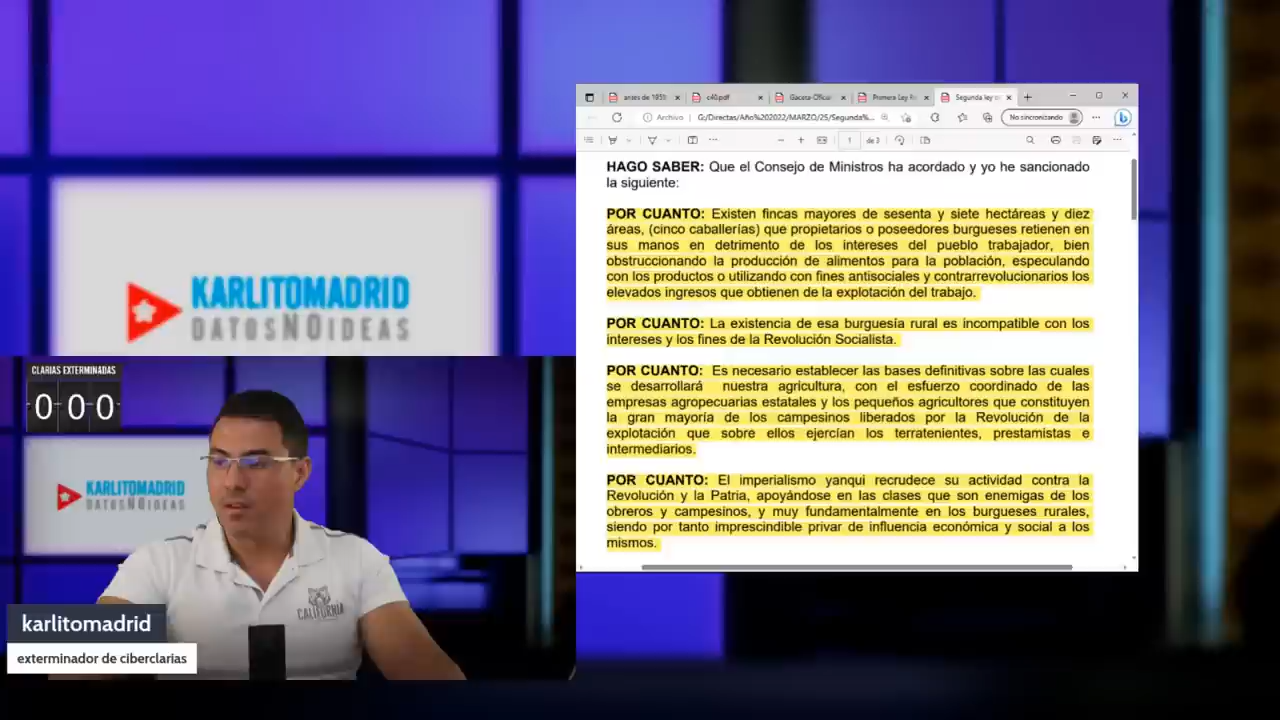 KARLITOMADRID
DATOSNOIDEAS
CLARIAS EXTERMINADAS
0 0 0
KARLITOMADRID
DATOSNOIDEAS
CALIFORNIA
karlitomadrid
exterminador de ciberclarias
antes de 1959
c40.pdf
Gaceta Oficial
Primera Ley R
Segunda ley
Archivo
G:/Directas/Año%202022/MARZO/25/Segunda%...
No sincronizando
1 de 3
HAGO SABER: Que el Consejo de Ministros ha acordado y yo he sancionado
la siguiente:
POR CUANTO: Existen fincas mayores de sesenta y siete hectáreas y diez
áreas, (cinco caballerías) que propietarios o poseedores burgueses retienen en
sus manos en detrimento de los intereses del pueblo trabajador, bien
obstruccionando la producción de alimentos para la población, especulando
con los productos o utilizando con fines antisociales y contrarrevolucionarios los
elevados ingresos que obtienen de la explotación del trabajo.
POR CUANTO: La existencia de esa burguesía rural es incompatible con los
intereses y los fines de la Revolución Socialista.
POR CUANTO: Es necesario establecer las bases definitivas sobre las cuales
se desarrollará nuestra agricultura, con el esfuerzo coordinado de las
empresas agropecuarias estatales y los pequeños agricultores que constituyen
la gran mayoría de los campesinos liberados por la Revolución de la
explotación que sobre ellos ejercían los terratenientes, prestamistas e
intermediarios.
POR CUANTO: El imperialismo yanqui recrudece su actividad contra la
Revolución y la Patria, apoyándose en las clases que son enemigas de los
obreros y campesinos, y muy fundamentalmente en los burgueses rurales,
siendo por tanto imprescindible privar de influencia económica y social a los
mismos.